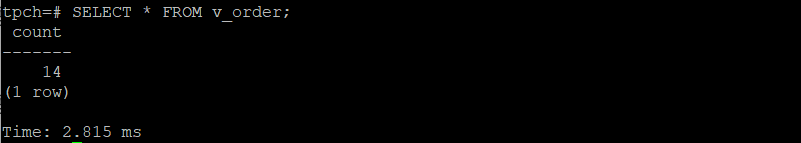 tpch=# SELECT * FROM v_order;
 count
-------
    14
(1 row)

Time: 2.815 ms